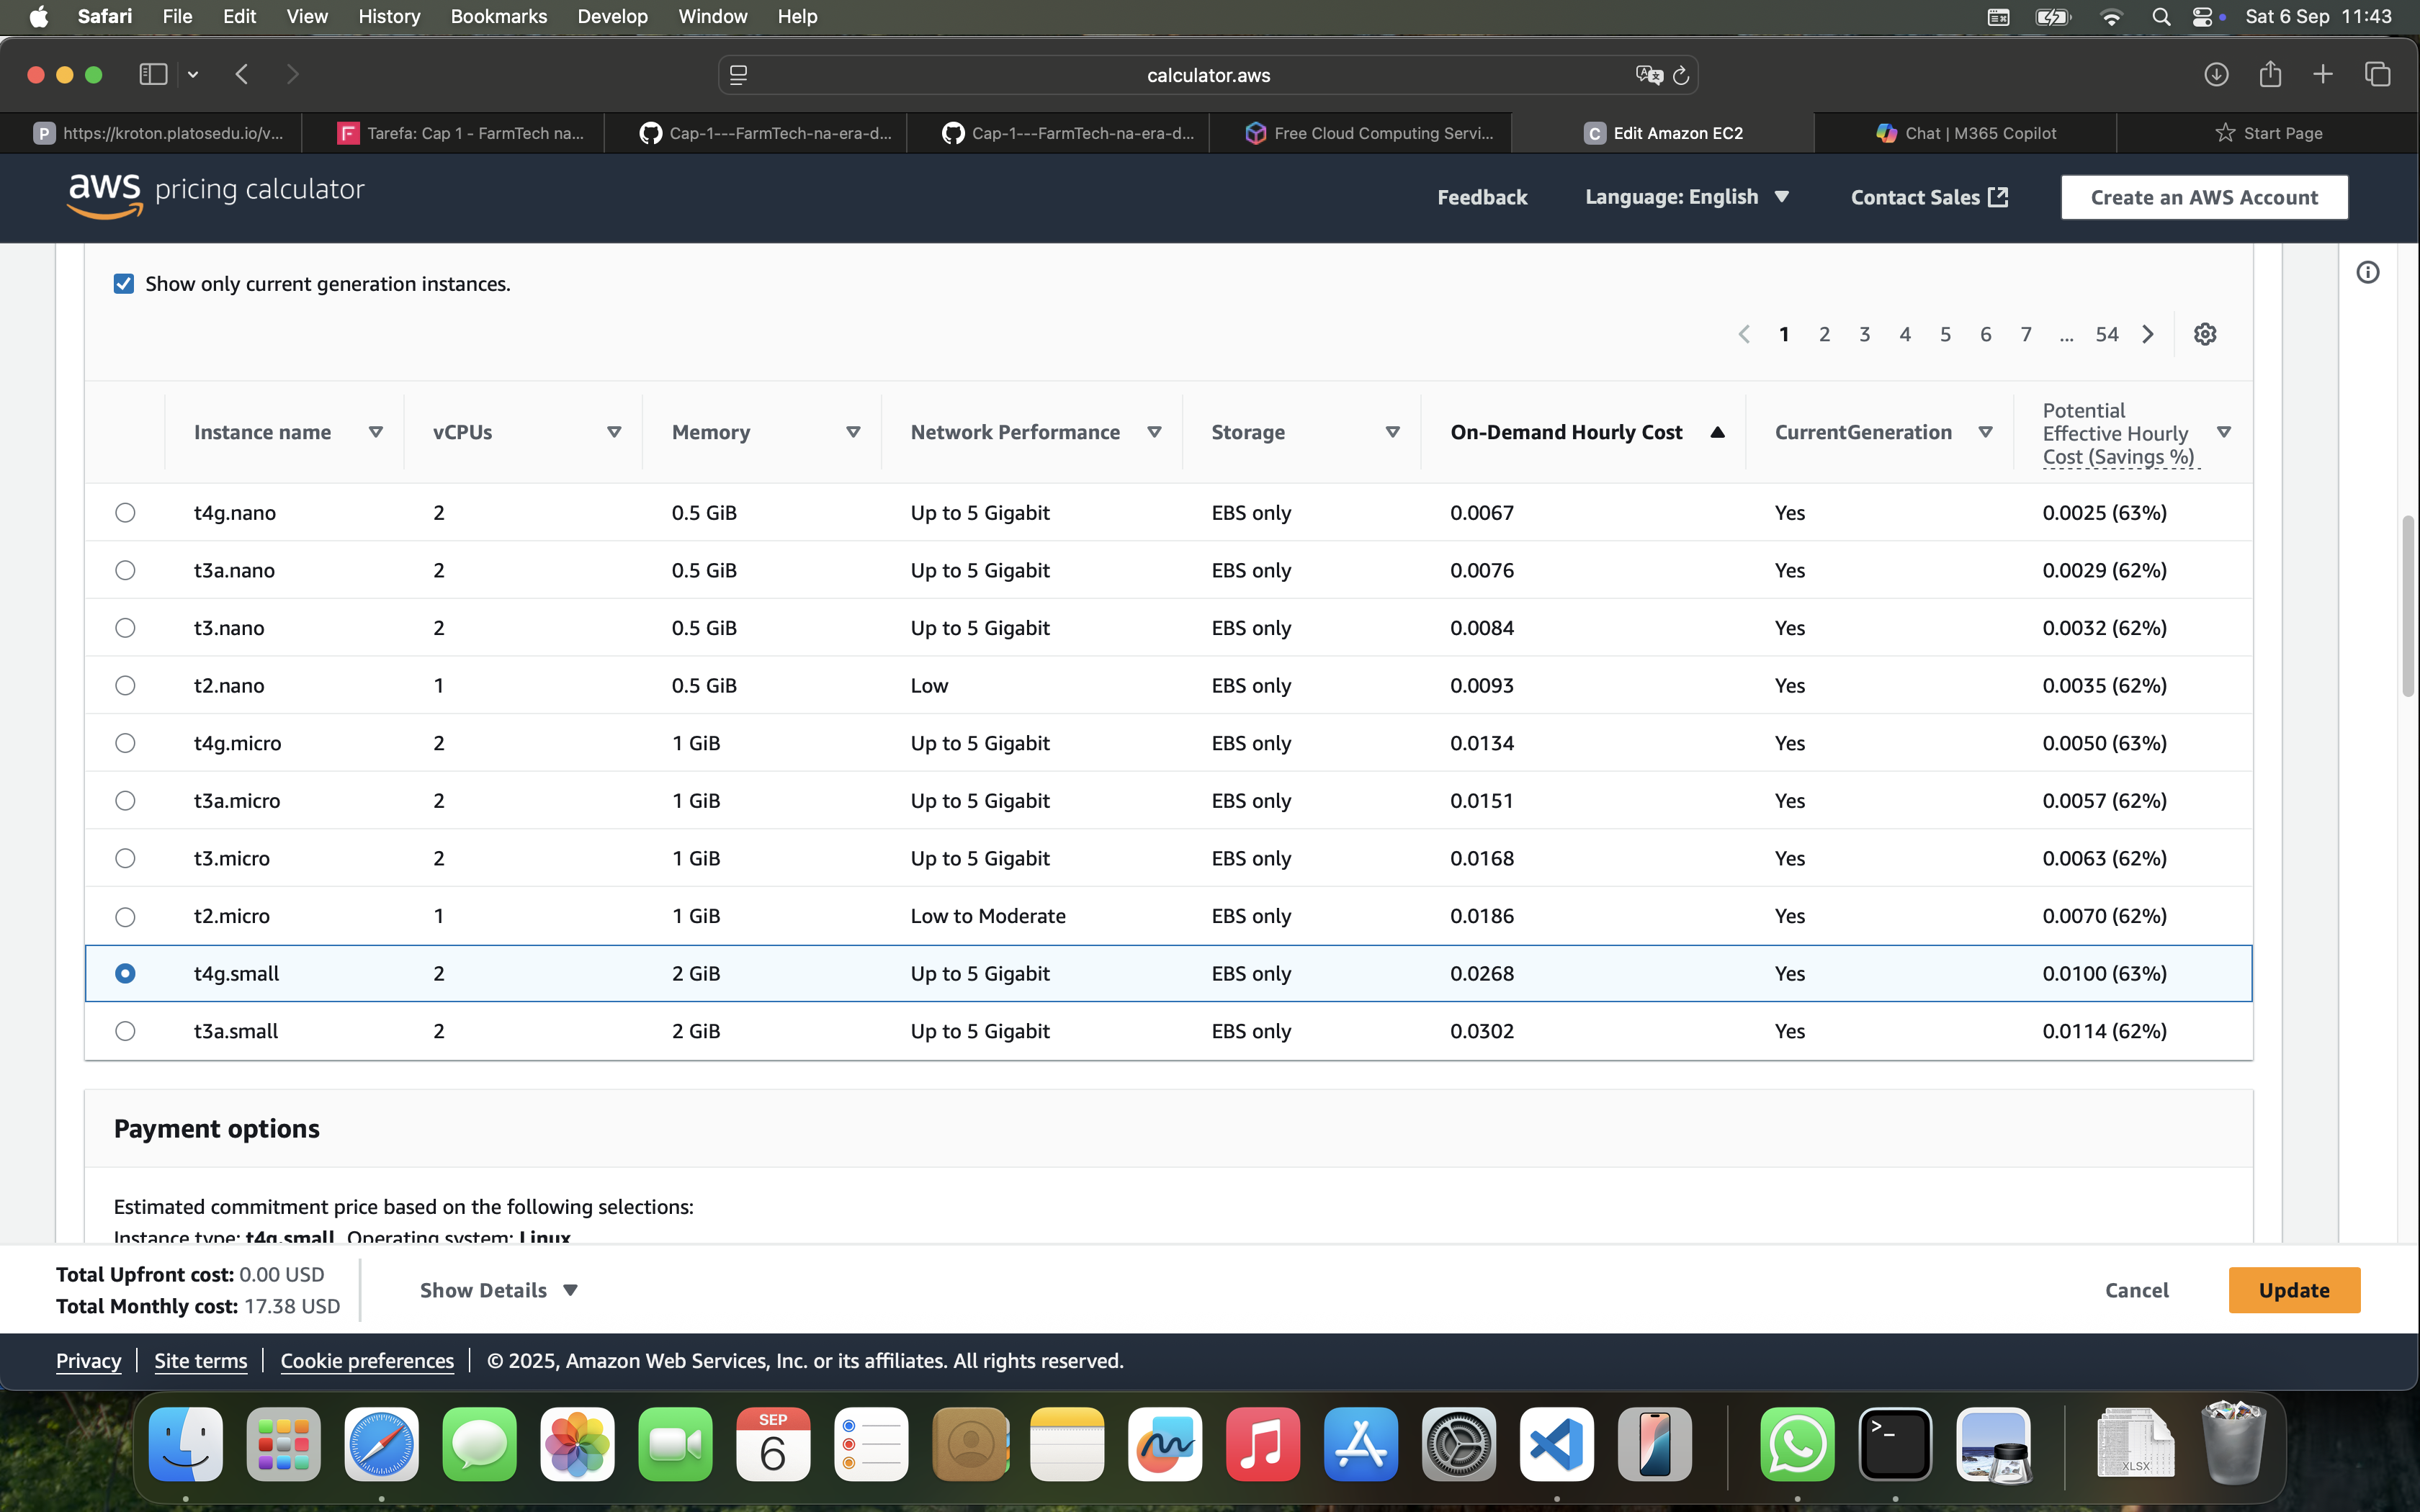 Safari File Edit View History Bookmarks Develop Window Help Sat 6 Sep 11:43
calculator.aws
P https://kroton.platosedu.io/v... F Tarefa: Cap 1 - FarmTech na... Cap-1---FarmTech-na-era-d... Cap-1---FarmTech-na-era-d... Free Cloud Computing Servi... C Edit Amazon EC2 Chat | M365 Copilot Start Page
aws pricing calculator Feedback Language: English Contact Sales Create an AWS Account
Show only current generation instances.
1 2 3 4 5 6 7 ... 54
Instance name vCPUs Memory Network Performance Storage On-Demand Hourly Cost CurrentGeneration Potential
Effective Hourly
Cost (Savings %)
t4g.nano 2 0.5 GiB Up to 5 Gigabit EBS only 0.0067 Yes 0.0025 (63%)
t3a.nano 2 0.5 GiB Up to 5 Gigabit EBS only 0.0076 Yes 0.0029 (62%)
t3.nano 2 0.5 GiB Up to 5 Gigabit EBS only 0.0084 Yes 0.0032 (62%)
t2.nano 1 0.5 GiB Low EBS only 0.0093 Yes 0.0035 (62%)
t4g.micro 2 1 GiB Up to 5 Gigabit EBS only 0.0134 Yes 0.0050 (63%)
t3a.micro 2 1 GiB Up to 5 Gigabit EBS only 0.0151 Yes 0.0057 (62%)
t3.micro 2 1 GiB Up to 5 Gigabit EBS only 0.0168 Yes 0.0063 (62%)
t2.micro 1 1 GiB Low to Moderate EBS only 0.0186 Yes 0.0070 (62%)
t4g.small 2 2 GiB Up to 5 Gigabit EBS only 0.0268 Yes 0.0100 (63%)
t3a.small 2 2 GiB Up to 5 Gigabit EBS only 0.0302 Yes 0.0114 (62%)
Payment options
Estimated commitment price based on the following selections:
Instance type: t4g.small Operating system: Linux
Total Upfront cost: 0.00 USD
Total Monthly cost: 17.38 USD
Show Details
Cancel Update
Privacy Site terms Cookie preferences © 2025, Amazon Web Services, Inc. or its affiliates. All rights reserved.
SEP
6
>_
XLSX